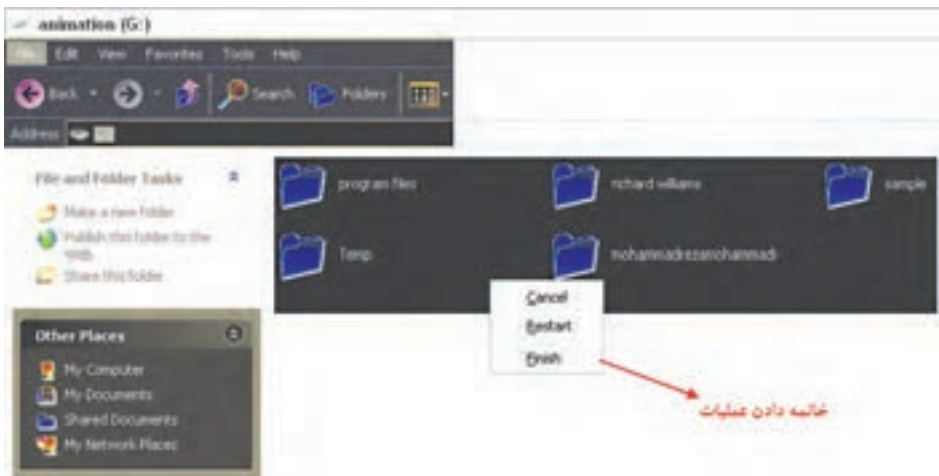 animation (G:)
File Edit View Favorites Tools Help
Back Search Folders
Address
File and Folder Tasks
Make a new folder
Publish this folder to the
Web
Share this folder
program files
richard williams
sample
Temp
mohammadrezamohammadi
Cancel
Restart
Finish
خاتمه دادن عملیات
Other Places
My Computer
My Documents
Shared Documents
My Network Places